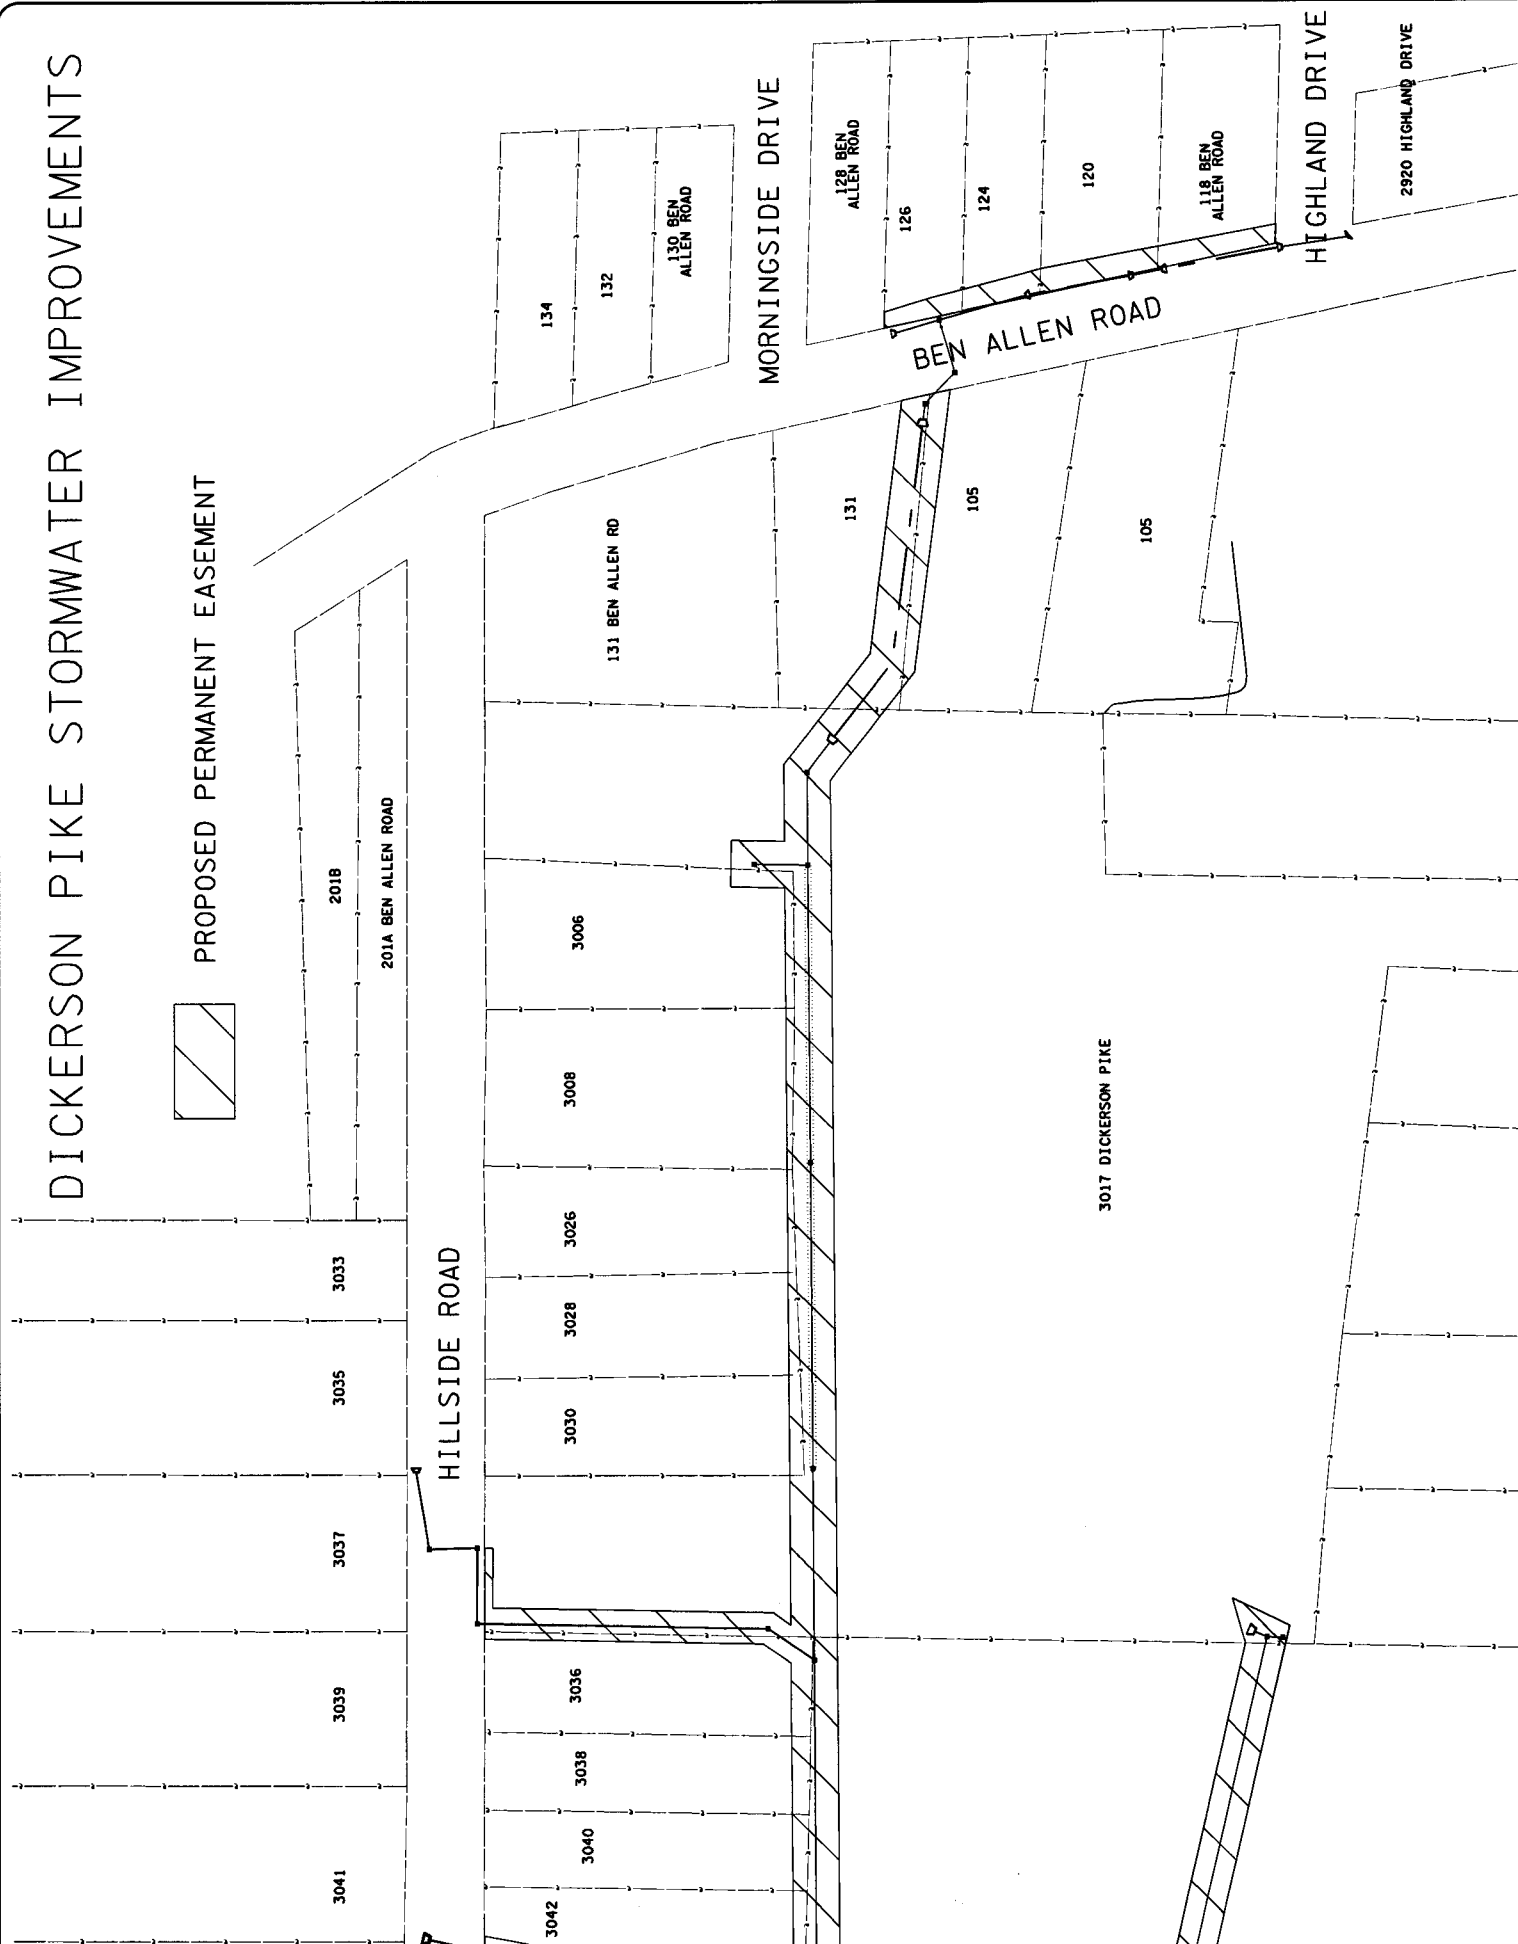 DICKERSON PIKE STORMWATER IMPROVEMENTS
PROPOSED PERMANENT EASEMENT
201B
201A BEN ALLEN ROAD
3033
3035
3037
3039
3041
HILLSIDE ROAD
134
132
130 BEN
ALLEN ROAD
MORNINGSIDE DRIVE
128 BEN
ALLEN ROAD
126
124
120
118 BEN
ALLEN ROAD
HIGHLAND DRIVE
2920 HIGHLAND DRIVE
BEN ALLEN ROAD
131 BEN ALLEN RD
131
105
105
3006
3008
3026
3028
3030
3036
3038
3040
3042
3017 DICKERSON PIKE